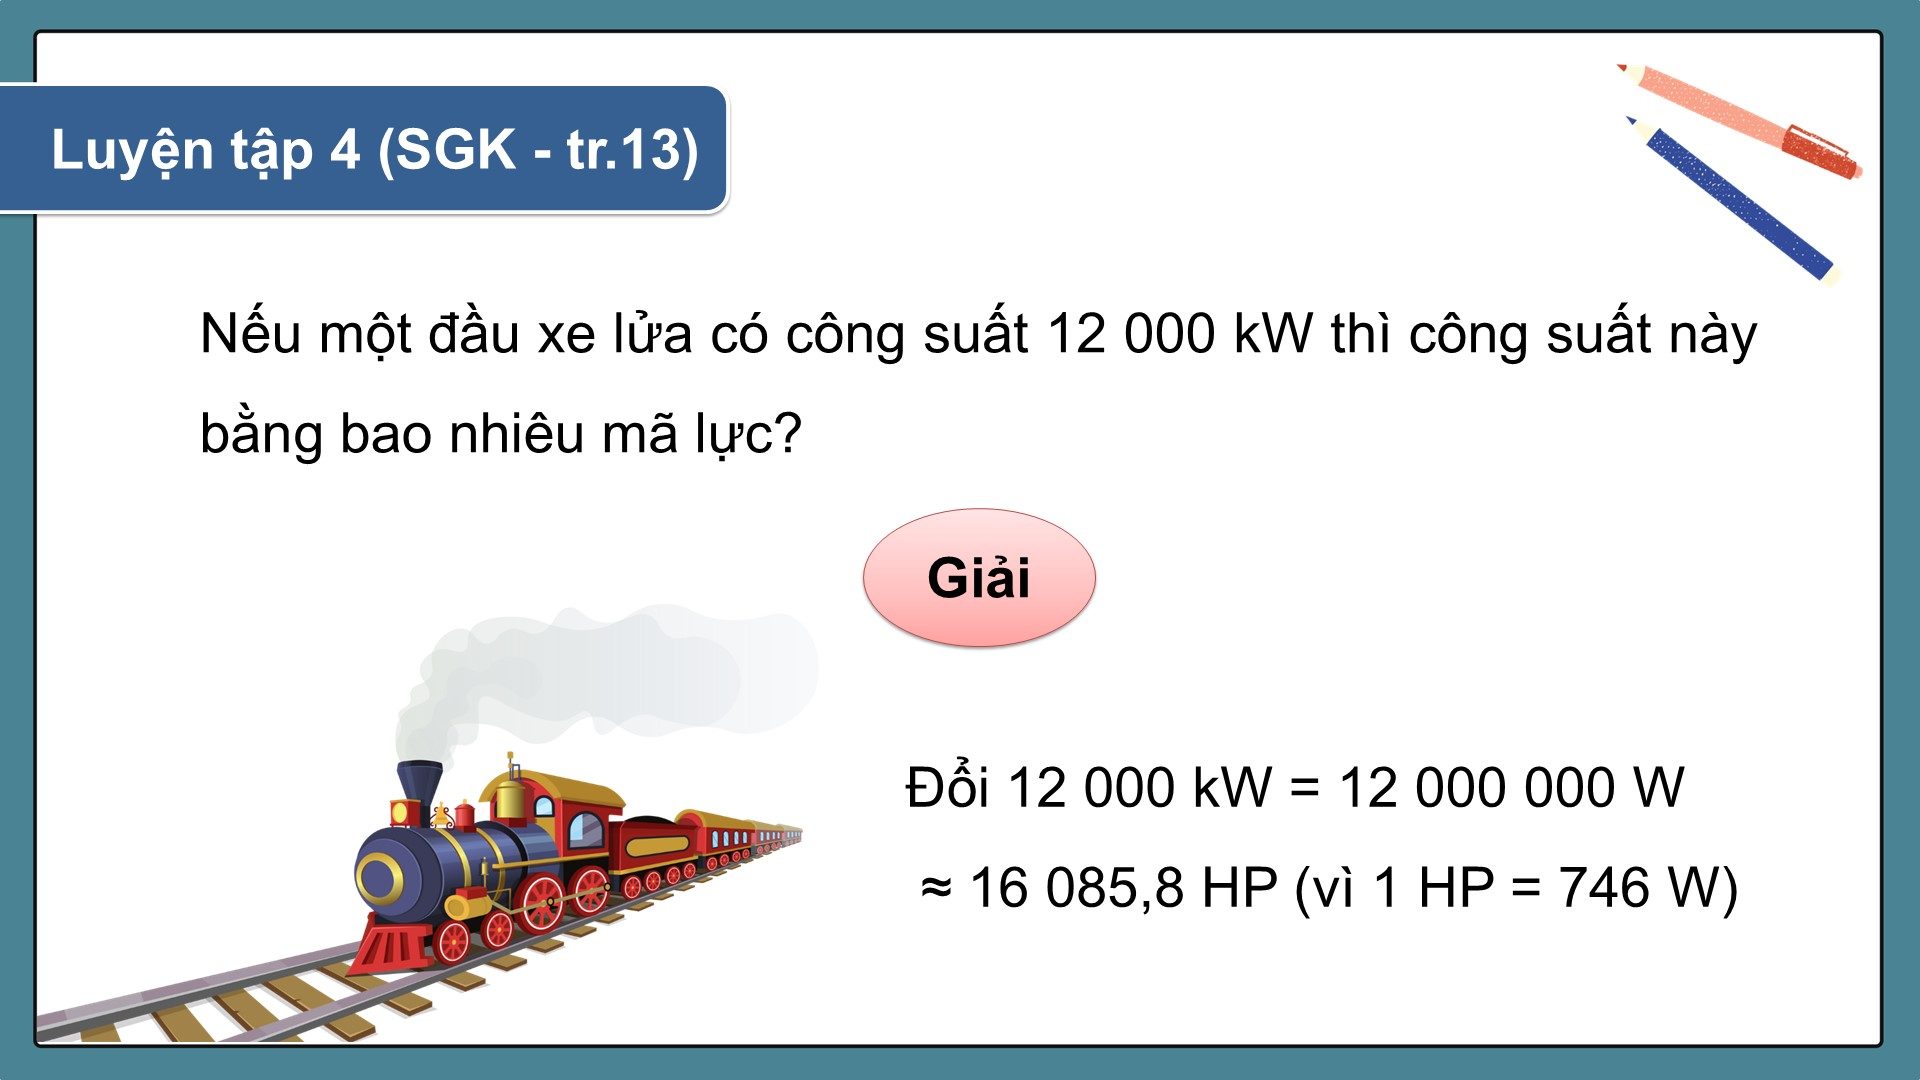 Luyện tập 4 (SGK - tr.13)
Nếu một đầu xe lửa có công suất 12 000 kW thì công suất này
bằng bao nhiêu mã lực?
Giải
Đổi 12 000 kW = 12 000 000 W
≈ 16 085,8 HP (vì 1 HP = 746 W)